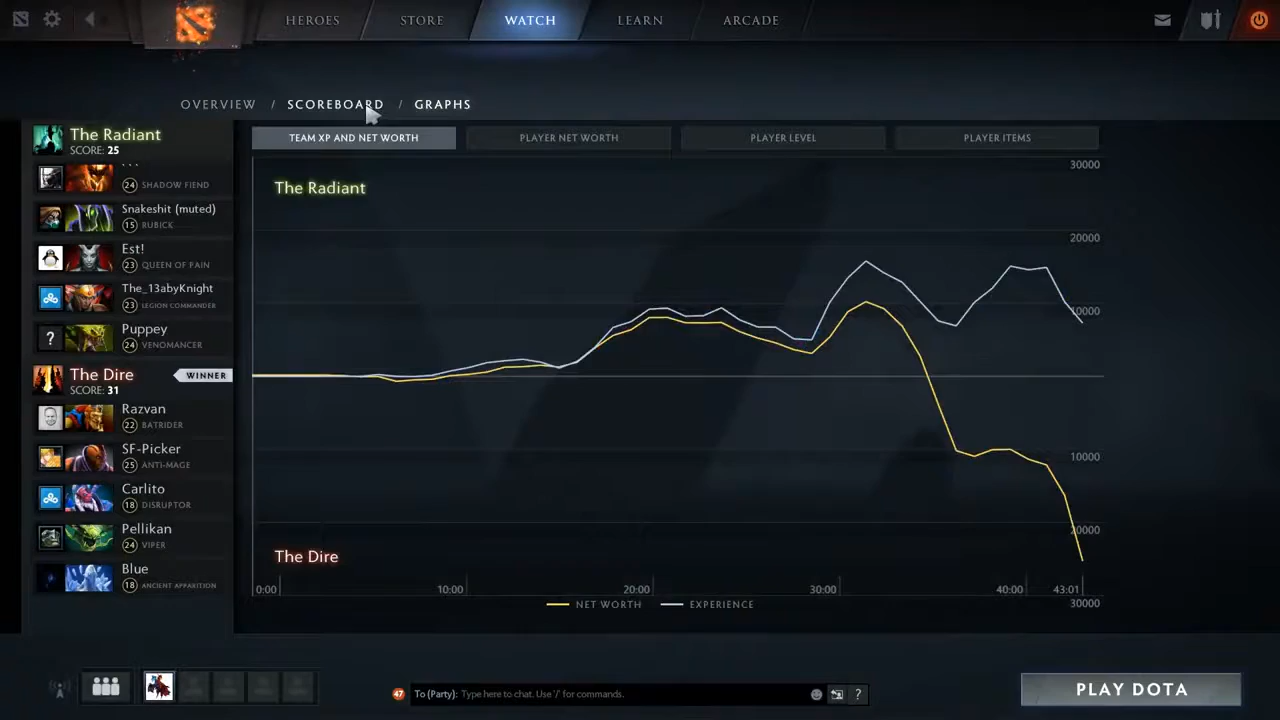 HEROES
STORE
WATCH
LEARN
ARCADE
OVERVIEW / SCOREBOARD / GRAPHS
The Radiant
SCORE: 25
24 SHADOW FIEND
Snakeshit (muted)
15 RUBICK
Est!
23 QUEEN OF PAIN
The_13abyKnight
23 LEGION COMMANDER
?
Puppey
24 VENOMANCER
The Dire
WINNER
SCORE: 31
Razvan
22 BATRIDER
SF-Picker
25 ANTI-MAGE
Carlito
18 DISRUPTOR
Pellikan
24 VIPER
Blue
18 ANCIENT APPARITION
TEAM XP AND NET WORTH
PLAYER NET WORTH
PLAYER LEVEL
PLAYER ITEMS
The Radiant
30000
20000
10000
10000
20000
30000
The Dire
0:00
10:00
20:00
30:00
40:00
43:01
NET WORTH
EXPERIENCE
47
To (Party): Type here to chat. Use '/' for commands.
?
PLAY DOTA